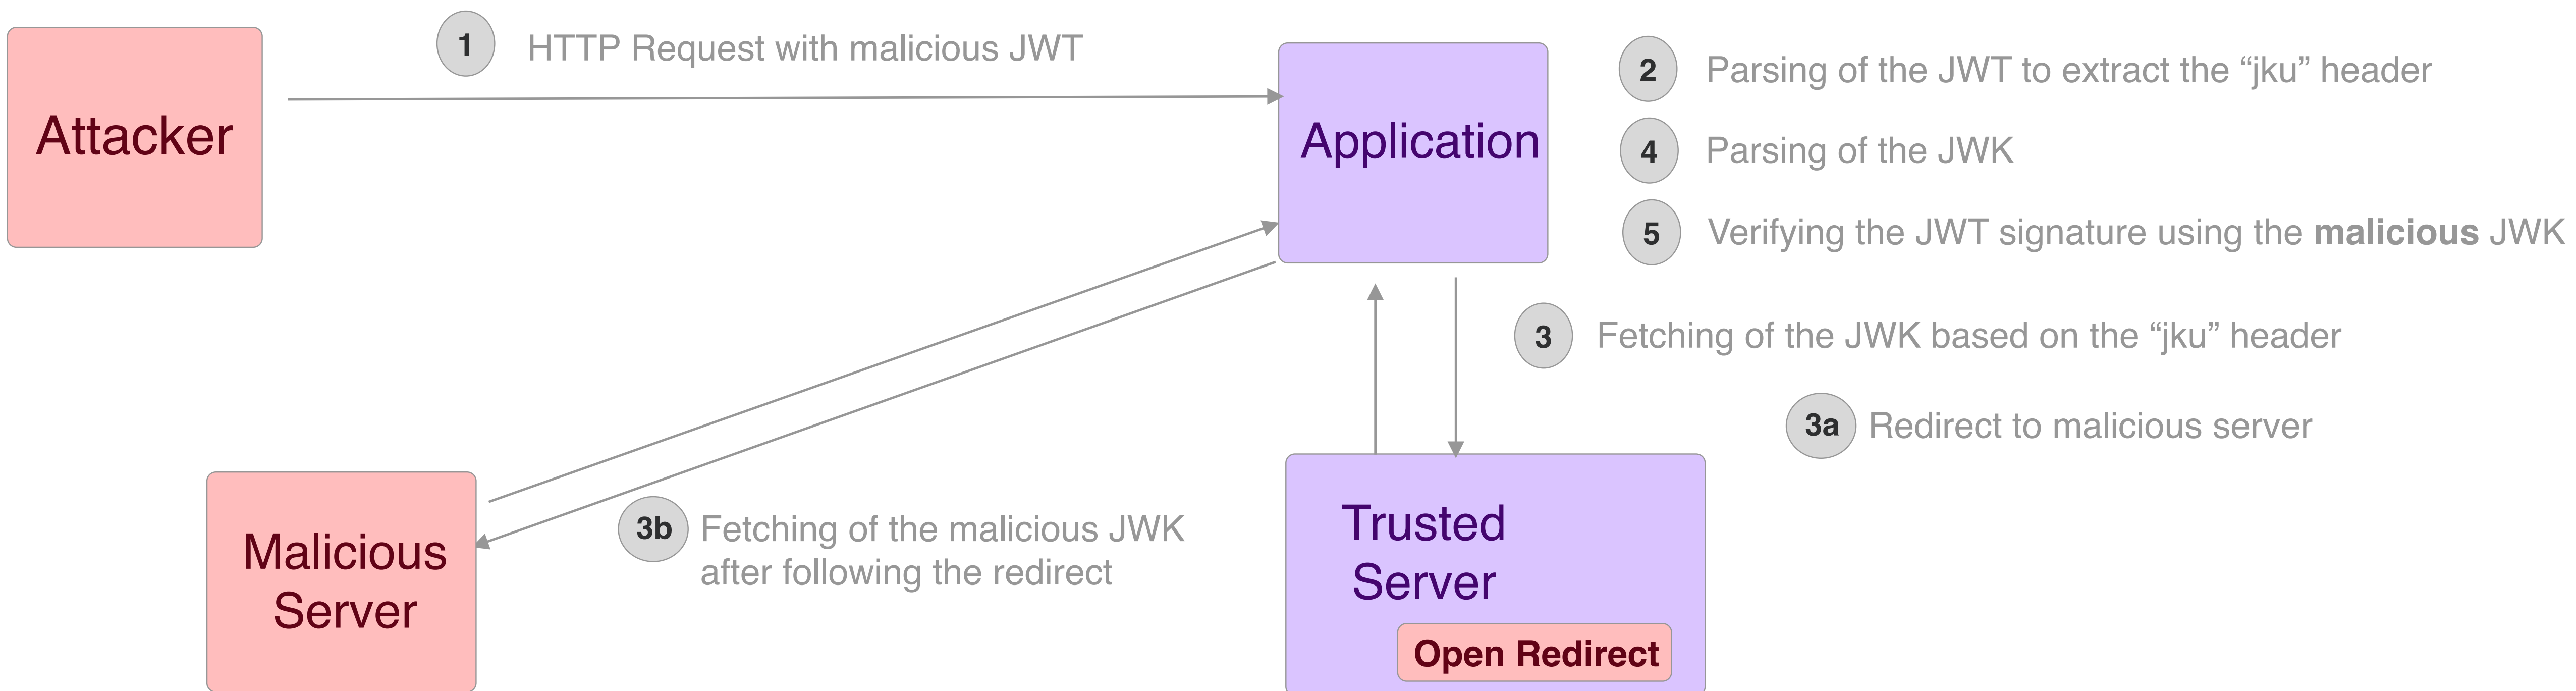 1 HTTP Request with malicious JWT
Attacker
Application
2 Parsing of the JWT to extract the “jku” header
4 Parsing of the JWK
5 Verifying the JWT signature using the malicious JWK
3 Fetching of the JWK based on the “jku” header
3a Redirect to malicious server
3b Fetching of the malicious JWK
after following the redirect
Malicious
Server
Trusted
Server
Open Redirect